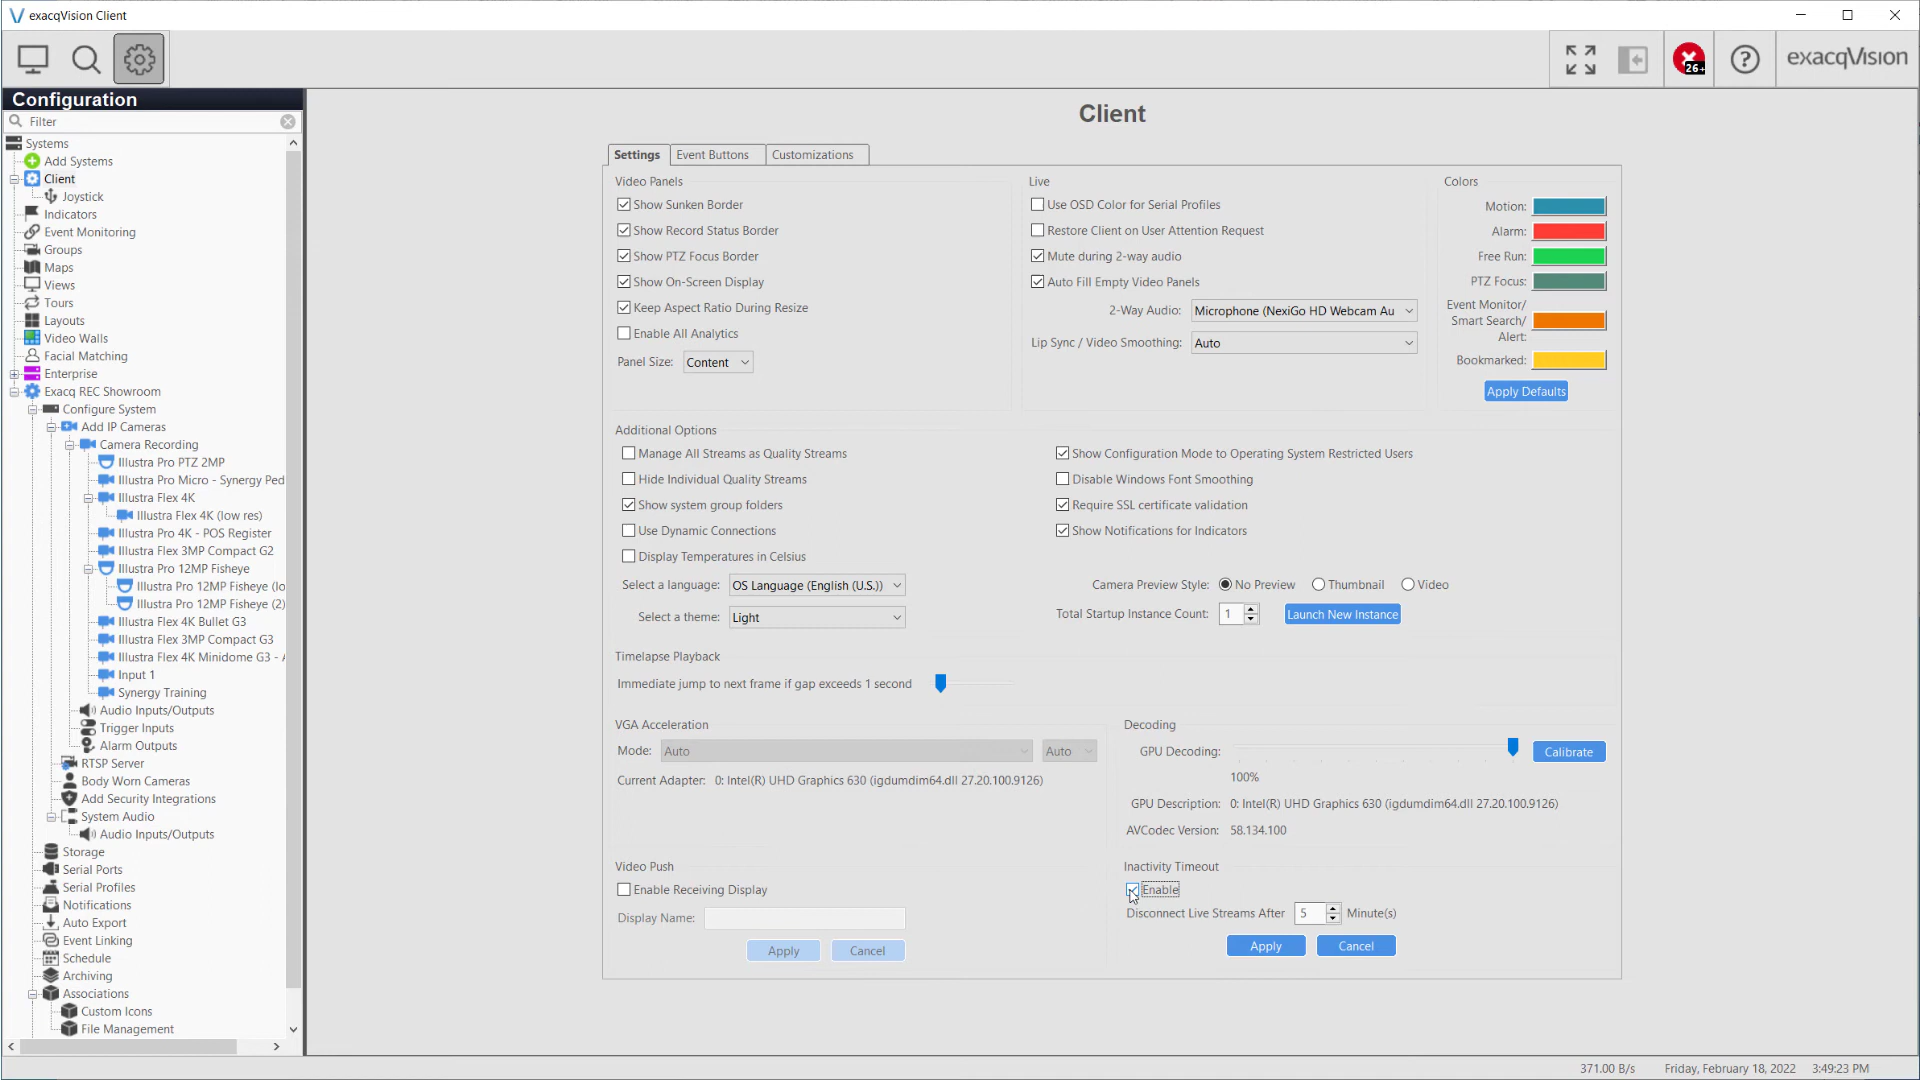 exacqVision Client
26+
exacqVision
Configuration
Filter
Systems
Add Systems
Client
Joystick
Indicators
Event Monitoring
Groups
Maps
Views
Tours
Layouts
Video Walls
Facial Matching
Enterprise
Exacq REC Showroom
Configure System
Add IP Cameras
Camera Recording
Illustra Pro PTZ 2MP
Illustra Pro Micro - Synergy Ped
Illustra Flex 4K
Illustra Flex 4K (low res)
Illustra Pro 4K - POS Register
Illustra Flex 3MP Compact G2
Illustra Pro 12MP Fisheye
Illustra Pro 12MP Fisheye (lo
Illustra Pro 12MP Fisheye (2)
Illustra Flex 4K Bullet G3
Illustra Flex 3MP Compact G3
Illustra Flex 4K Minidome G3 -
Input 1
Synergy Training
Audio Inputs/Outputs
Trigger Inputs
Alarm Outputs
RTSP Server
Body Worn Cameras
Add Security Integrations
System Audio
Audio Inputs/Outputs
Storage
Serial Ports
Serial Profiles
Notifications
Auto Export
Event Linking
Schedule
Archiving
Associations
Custom Icons
File Management
Client
Settings
Event Buttons
Customizations
Video Panels
Show Sunken Border
Show Record Status Border
Show PTZ Focus Border
Show On-Screen Display
Keep Aspect Ratio During Resize
Enable All Analytics
Panel Size: Content
Live
Use OSD Color for Serial Profiles
Restore Client on User Attention Request
Mute during 2-way audio
Auto Fill Empty Video Panels
2-Way Audio: Microphone (NexiGo HD Webcam Au
Lip Sync / Video Smoothing: Auto
Colors
Motion:
Alarm:
Free Run:
PTZ Focus:
Event Monitor/
Smart Search/
Alert:
Bookmarked:
Apply Defaults
Additional Options
Manage All Streams as Quality Streams
Hide Individual Quality Streams
Show system group folders
Use Dynamic Connections
Display Temperatures in Celsius
Select a language: OS Language (English (U.S.))
Select a theme: Light
Show Configuration Mode to Operating System Restricted Users
Disable Windows Font Smoothing
Require SSL certificate validation
Show Notifications for Indicators
Camera Preview Style: No Preview Thumbnail Video
Total Startup Instance Count: 1 Launch New Instance
Timelapse Playback
Immediate jump to next frame if gap exceeds 1 second
VGA Acceleration
Mode: Auto Auto
Current Adapter: 0: Intel(R) UHD Graphics 630 (igdumdim64.dll 27.20.100.9126)
Decoding
GPU Decoding: Calibrate
100%
GPU Description: 0: Intel(R) UHD Graphics 630 (igdumdim64.dll 27.20.100.9126)
AVCodec Version: 58.134.100
Video Push
Enable Receiving Display
Display Name:
Apply Cancel
Inactivity Timeout
Enable
Disconnect Live Streams After 5 Minute(s)
Apply Cancel
371.00 B/s Friday, February 18, 2022 3:49:23 PM